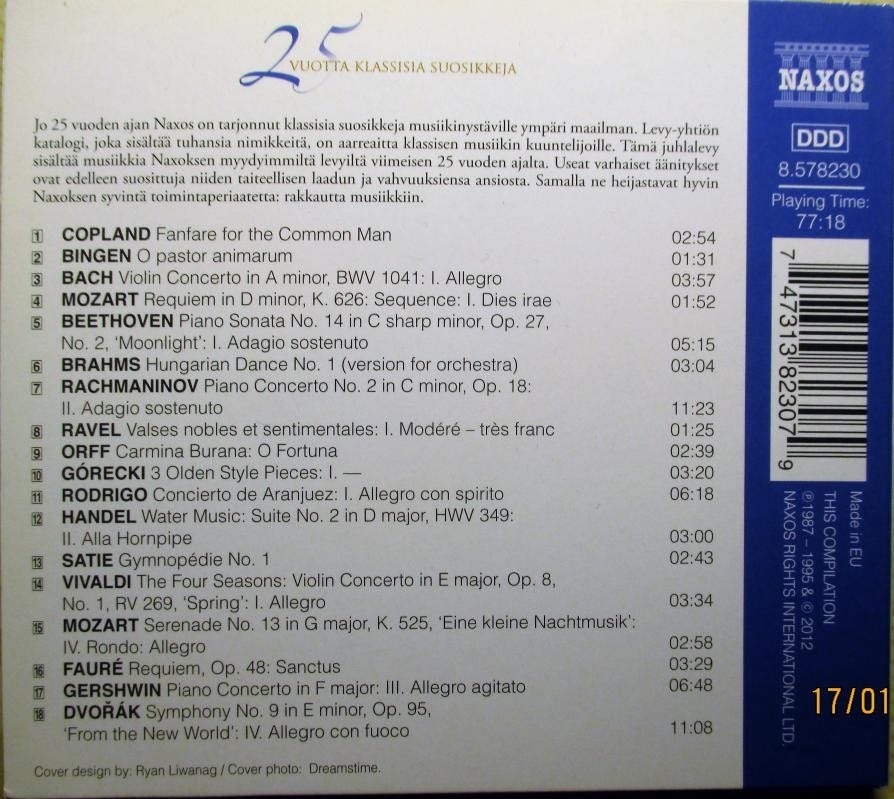 25
VUOTTA KLASSISIA SUOSIKKEJA
Jo 25 vuoden ajan Naxos on tarjonnut klassisia suosikkeja musiikinystäville ympäri maailman. Levy-yhtiön
katalogi, joka sisältää tuhansia nimikkeitä, on aarreaitta klassisen musiikin kuuntelijoille. Tämä juhlalevy
sisältää musiikkia Naxoksen myydyimmiltä levyiltä viimeisen 25 vuoden ajalta. Useat varhaiset äänitykset
ovat edelleen suosittuja niiden taiteellisen laadun ja vahvuuksiensa ansiosta. Samalla ne heijastavat hyvin
Naxoksen syvintä toimintaperiaatetta: rakkautta musiikkiin.
1 COPLAND Fanfare for the Common Man 02:54
2 BINGEN O pastor animarum 01:31
3 BACH Violin Concerto in A minor, BWV 1041: I. Allegro 03:57
4 MOZART Requiem in D minor, K. 626: Sequence: I. Dies irae 01:52
5 BEETHOVEN Piano Sonata No. 14 in C sharp minor, Op. 27,
No. 2, ‘Moonlight’: I. Adagio sostenuto 05:15
6 BRAHMS Hungarian Dance No. 1 (version for orchestra) 03:04
7 RACHMANINOV Piano Concerto No. 2 in C minor, Op. 18:
II. Adagio sostenuto 11:23
8 RAVEL Valses nobles et sentimentales: I. Modéré – très franc 01:25
9 ORFF Carmina Burana: O Fortuna 02:39
10 GÓRECKI 3 Olden Style Pieces: I. — 03:20
11 RODRIGO Concierto de Aranjuez: I. Allegro con spirito 06:18
12 HANDEL Water Music: Suite No. 2 in D major, HWV 349:
II. Alla Hornpipe 03:00
13 SATIE Gymnopédie No. 1 02:43
14 VIVALDI The Four Seasons: Violin Concerto in E major, Op. 8,
No. 1, RV 269, ‘Spring’: I. Allegro 03:34
15 MOZART Serenade No. 13 in G major, K. 525, ‘Eine kleine Nachtmusik’:
IV. Rondo: Allegro 02:58
16 FAURÉ Requiem, Op. 48: Sanctus 03:29
17 GERSHWIN Piano Concerto in F major: III. Allegro agitato 06:48
18 DVOŘÁK Symphony No. 9 in E minor, Op. 95,
‘From the New World’: IV. Allegro con fuoco 11:08
Cover design by: Ryan Liwanag / Cover photo: Dreamstime.
NAXOS
DDD
8.578230
Playing Time:
77:18
7 47313 82307 9
Made in EU
THIS COMPILATION
℗1987 – 1995 & © 2012
NAXOS RIGHTS INTERNATIONAL LTD.
17/01